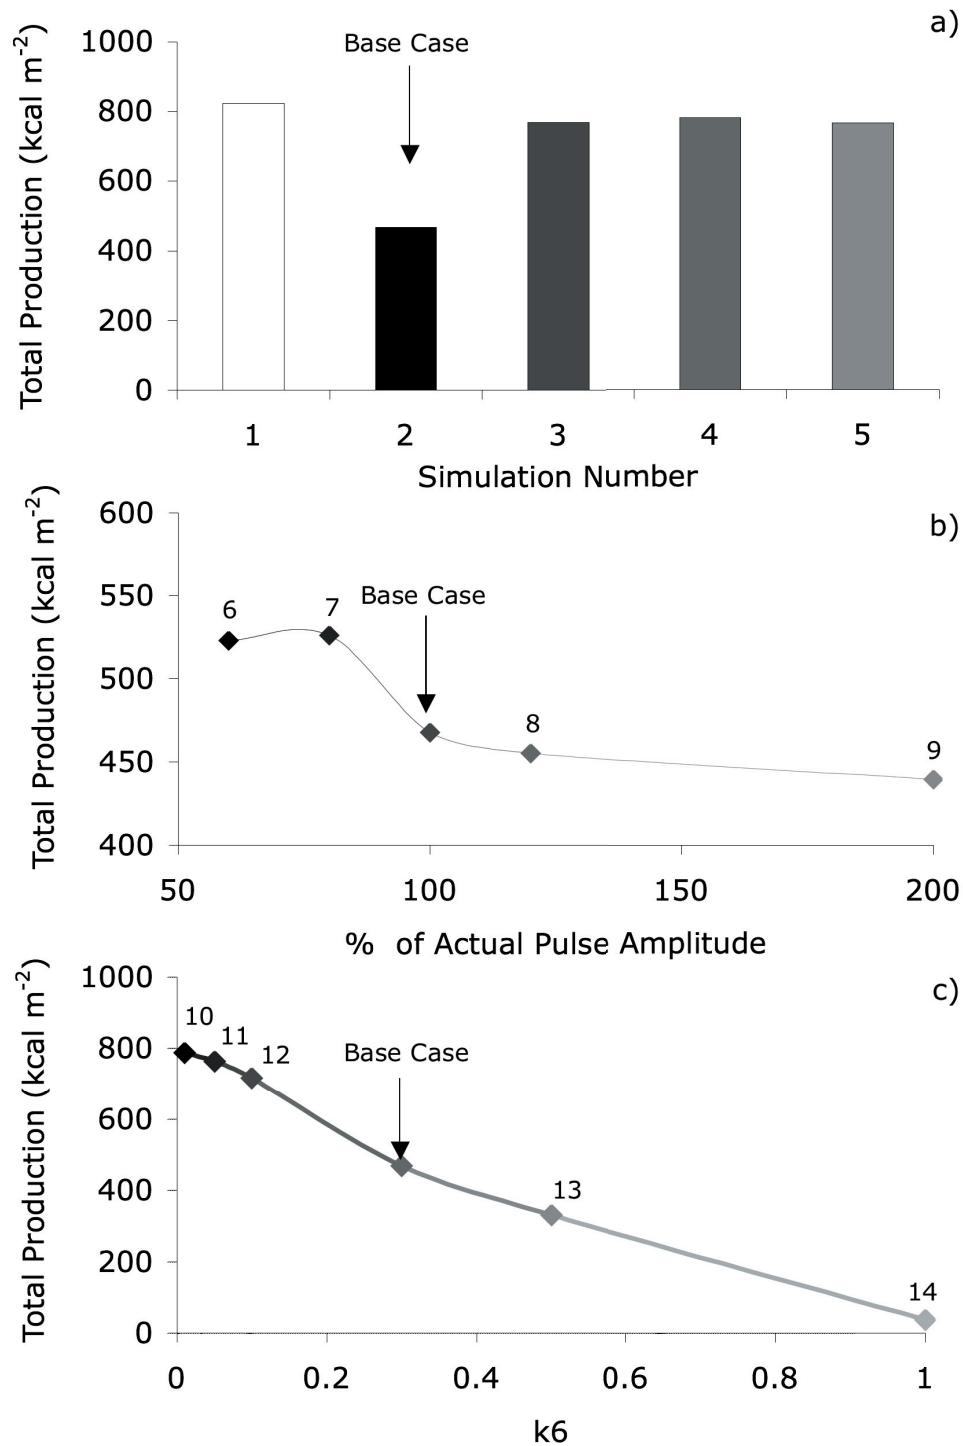 a)
Total Production (kcal m-2)
1000
800
600
400
200
0
Base Case
1 2 3 4 5
Simulation Number
b)
Total Production (kcal m-2)
600
550
500
450
400
6
7
Base Case
8
9
50 100 150 200
% of Actual Pulse Amplitude
c)
Total Production (kcal m-2)
1000
800
600
400
200
0
10
11
12
Base Case
13
14
0 0.2 0.4 0.6 0.8 1
k6